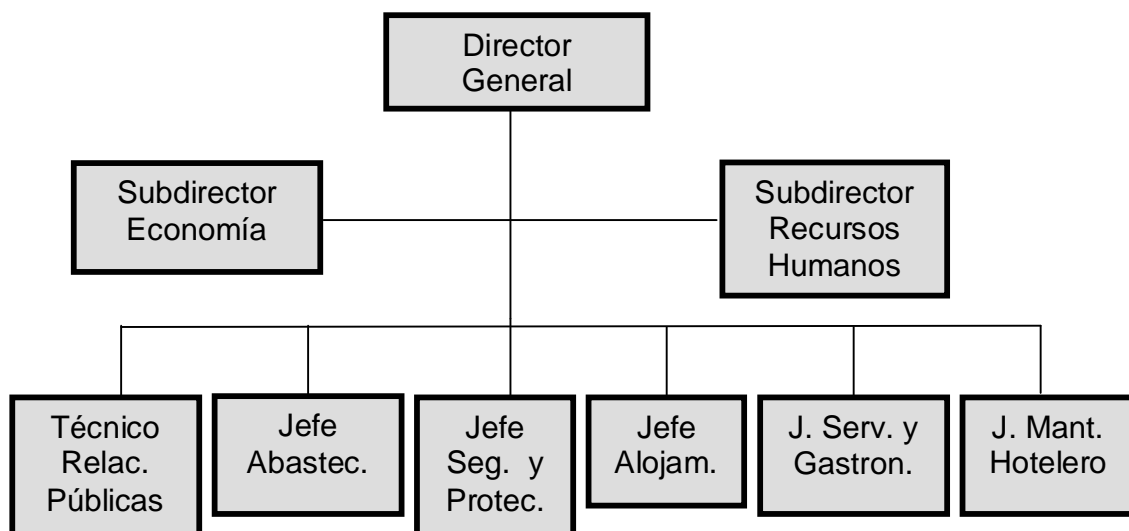 Director
General
Subdirector
Economía
Subdirector
Recursos
Humanos
Técnico
Relac.
Públicas
Jefe
Abastec.
Jefe
Seg. y
Protec.
Jefe
Alojam.
J. Serv. y
Gastron.
J. Mant.
Hotelero